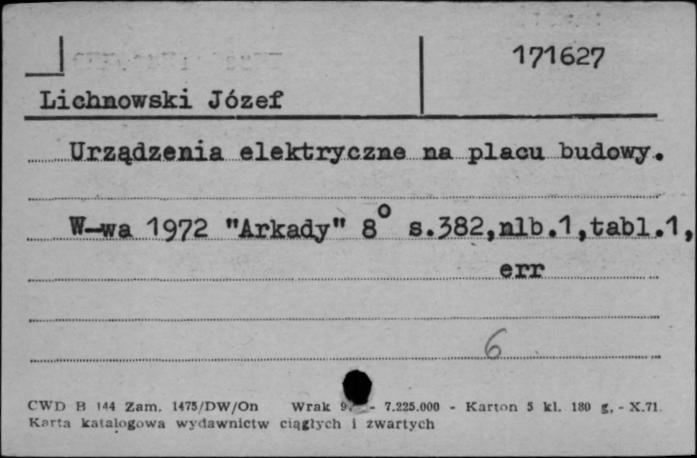 171627
Lichnowski Józef
Urządzenia elektryczne na placu budowy.
W-wa 1972 "Arkady" 8° s.382,nlb.1,tabl.1,
err
6
CWD B 144 Zam. 1475/DW/On Wrak - 7.225.000 - Karton 5 kl. 180 g, - X.71.
Karta katalogowa wydawnictw ciągłych i zwartych